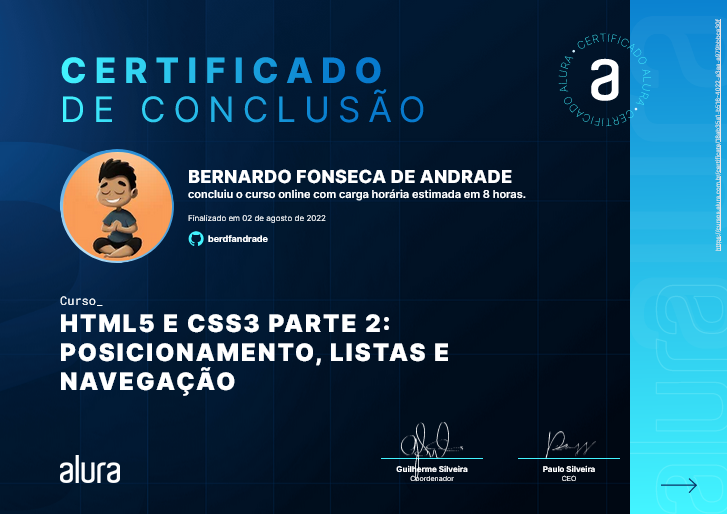 CERTIFICADO
DE CONCLUSÃO
• CERTIFICADO ALURA • CERTIFICADO ALURA
a
BERNARDO FONSECA DE ANDRADE
concluiu o curso online com carga horária estimada em 8 horas.
Finalizado em 02 de agosto de 2022
berdfandrade
Curso_
HTML5 E CSS3 PARTE 2:
POSICIONAMENTO, LISTAS E
NAVEGAÇÃO
alura
Guilherme Silveira
Coordenador
Paulo Silveira
CEO
alura